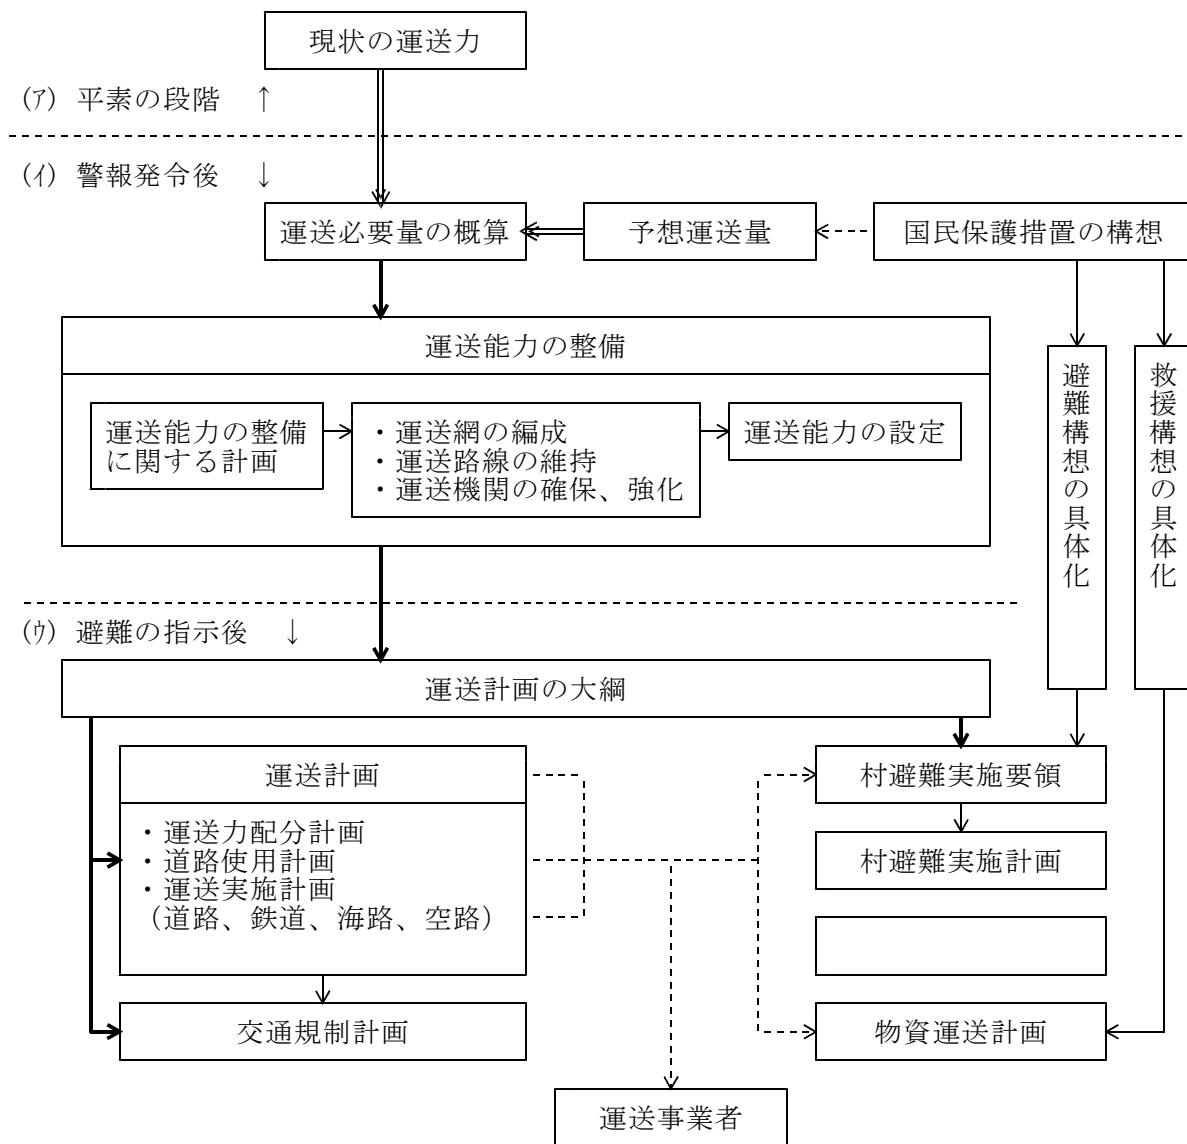 現状の運送力
(ｱ) 平素の段階 ↑
(ｲ) 警報発令後 ↓
運送必要量の概算
予想運送量
国民保護措置の構想
運送能力の整備
運送能力の整備
に関する計画
・運送網の編成
・運送路線の維持
・運送機関の確保、強化
運送能力の設定
避難構想の具体化
救援構想の具体化
(ｳ) 避難の指示後 ↓
運送計画の大綱
運送計画
・運送力配分計画
・道路使用計画
・運送実施計画
（道路、鉄道、海路、空路）
交通規制計画
村避難実施要領
村避難実施計画
物資運送計画
運送事業者